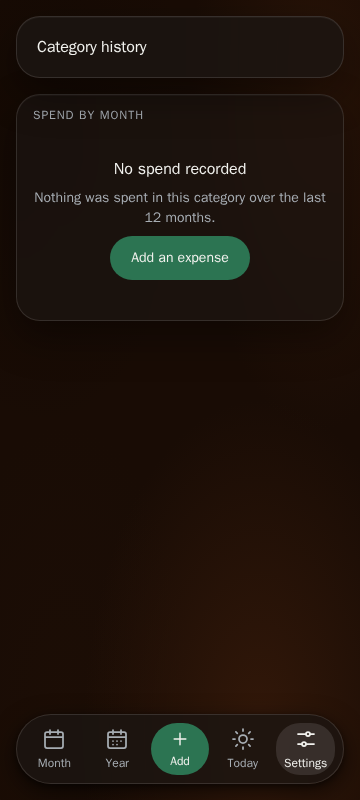 Category history
SPEND BY MONTH
No spend recorded
Nothing was spent in this category over the last
12 months.
Add an expense
Month
Year
Add
Today
Settings